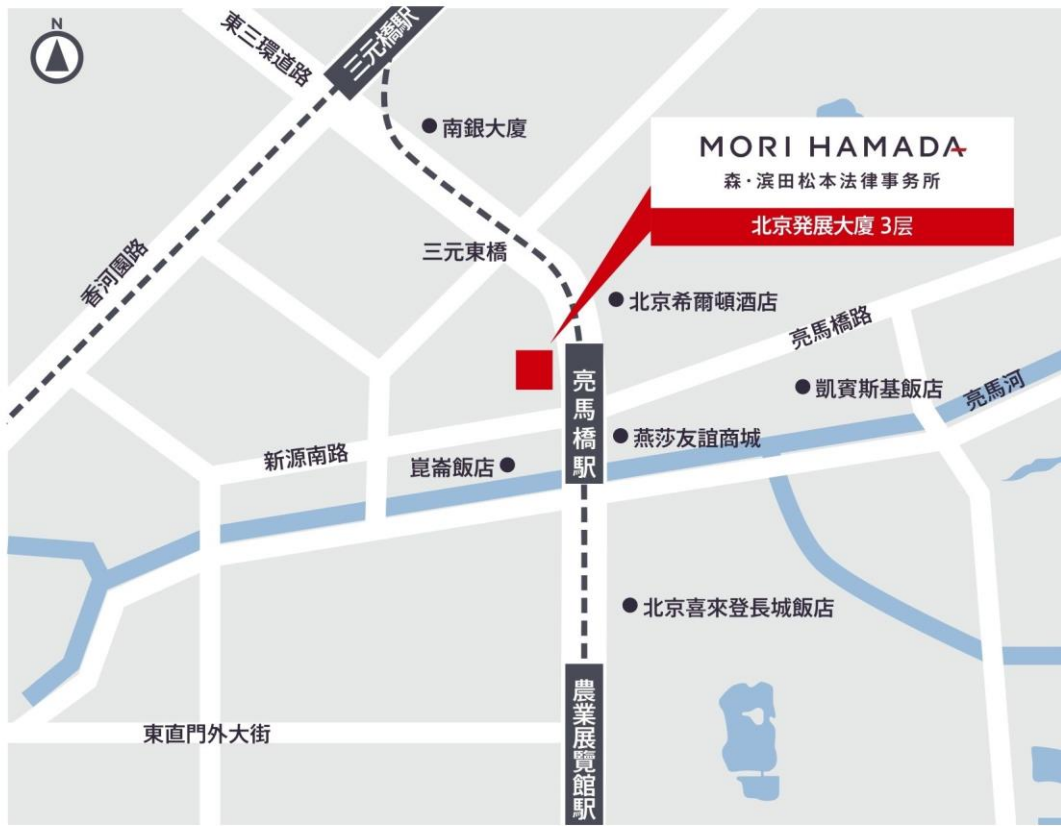 N
東三環道路
三元橋駅
南銀大廈
MORI HAMADA
森・滨田松本法律事务所
北京発展大廈 3层
香河園路
三元東橋
北京希爾頓酒店
亮馬橋路
亮馬橋駅
凱賓斯基飯店
亮馬河
燕莎友誼商城
新源南路
崑崙飯店
北京喜來登長城飯店
農業展覽館駅
東直門外大街